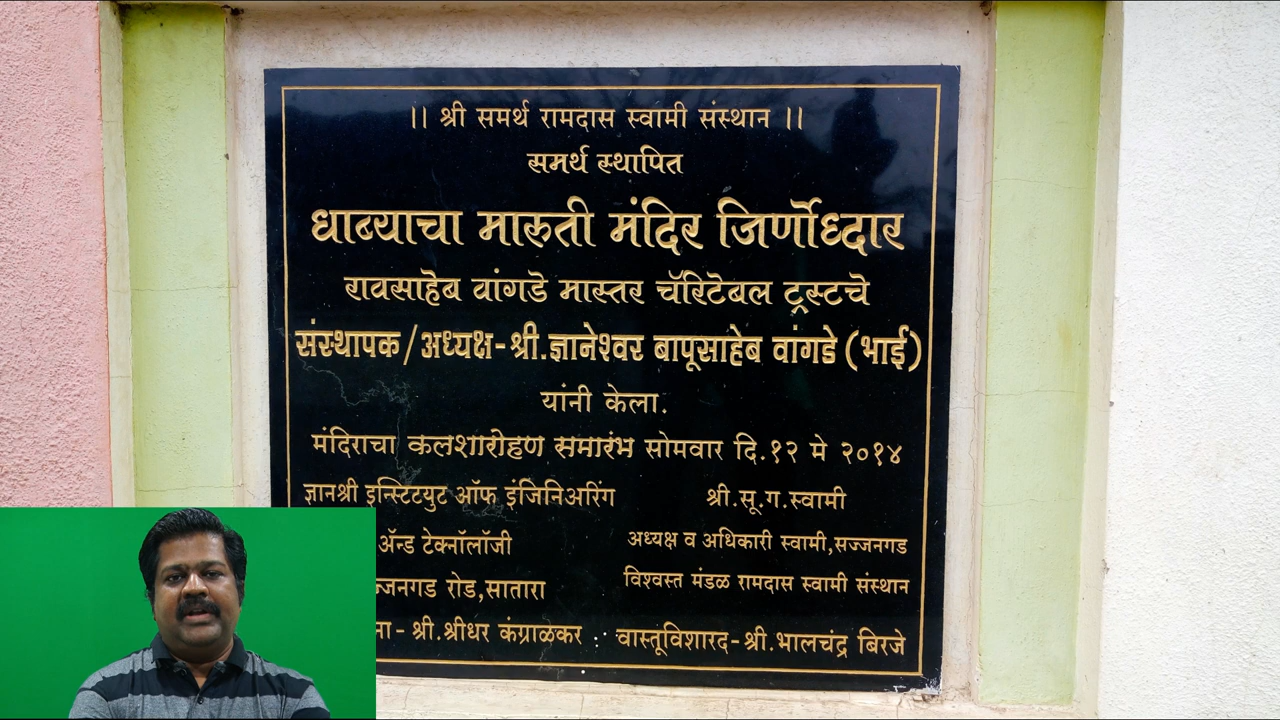 || श्री समर्थ रामदास स्वामी संस्थान ||
समर्थ स्थापित
धाब्याचा मारुती मंदिर जिर्णोध्दार
रावसाहेब वांगडे मास्तर चॅरिटेबल ट्रस्टचे
संस्थापक/अध्यक्ष-श्री.ज्ञानेश्वर बापूसाहेब वांगडे (भाई)
यांनी केला.
मंदिराचा कलशारोहण समारंभ सोमवार दि.१२ मे २०१४
ज्ञानश्री इन्स्टिटयुट ऑफ इंजिनिअरिंग श्री.सू.ग.स्वामी
ॲन्ड टेक्नॉलॉजी अध्यक्ष व अधिकारी स्वामी,सज्जनगड
रोड,सातारा विश्वस्त मंडळ रामदास स्वामी संस्थान
श्री.श्रीधर कंग्राळकर : वास्तूविशारद-श्री.भालचंद्र बिरजे